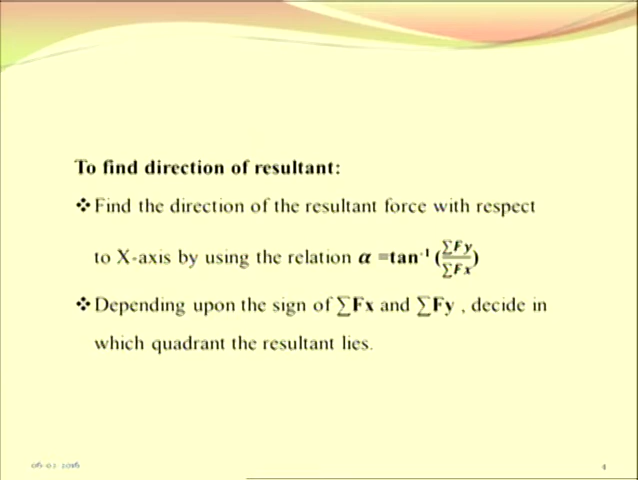 To find direction of resultant:
❖Find the direction of the resultant force with respect
to X-axis by using the relation α =tan⁻¹ (∑Fy/∑Fx)
❖Depending upon the sign of ∑Fx and ∑Fy , decide in
which quadrant the resultant lies.
4